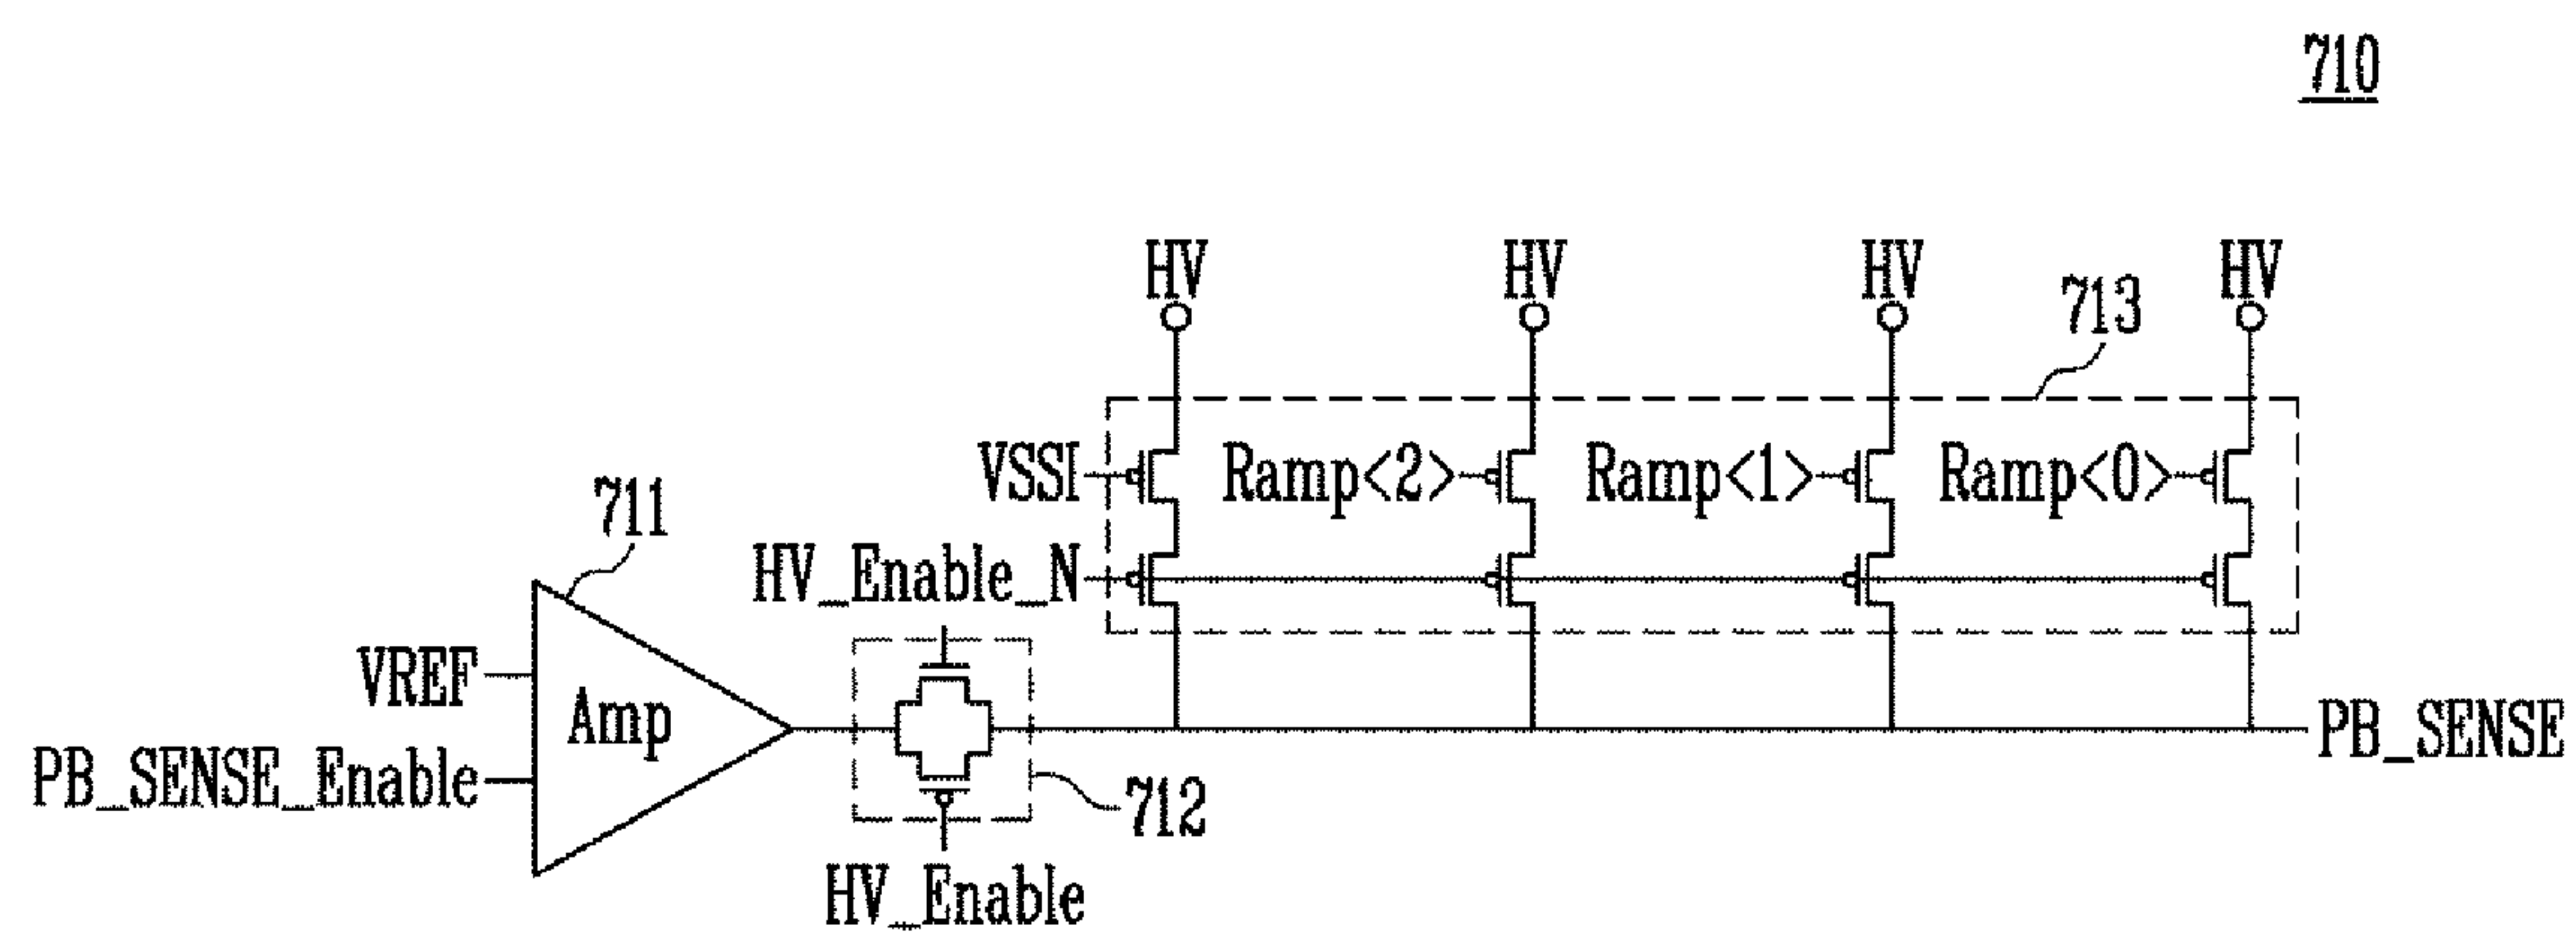 710
HV HV HV HV
713
VSSI Ramp<2> Ramp<1> Ramp<0>
711
HV_Enable_N
VREF
Amp
PB_SENSE
PB_SENSE_Enable
712
HV_Enable